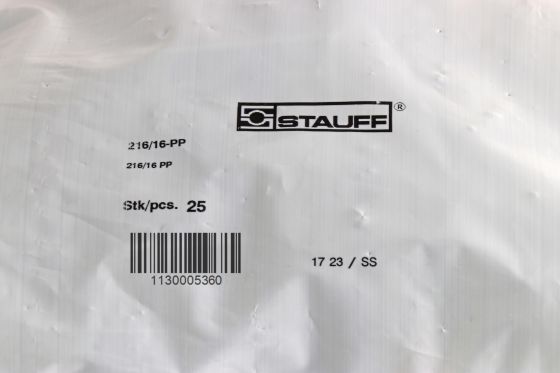 STAUFF®
216/16-PP
216/16 PP
Stk/pcs. 25
1130005360
17 23 / SS